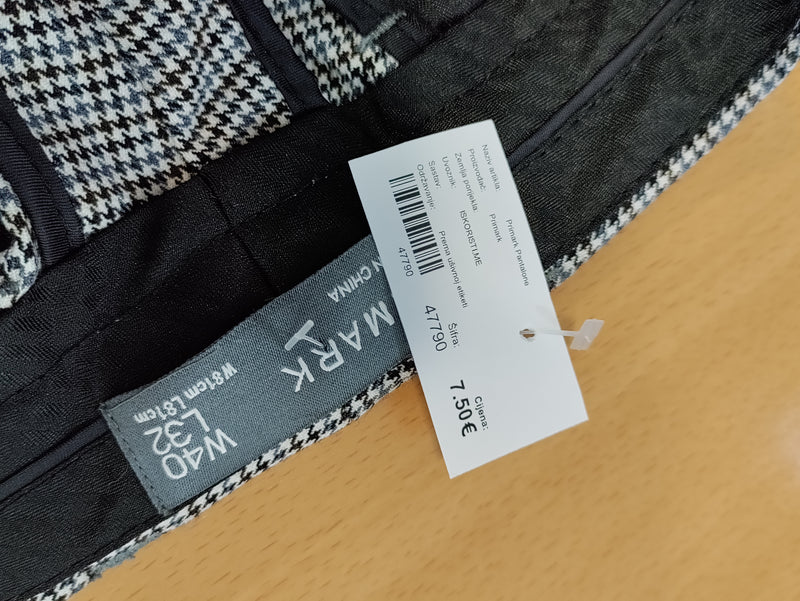 Naziv artikla: Primark Pantalone
Proizvođač: Primark
Zemlja porijekla:
Uvoznik: ISKORISTI.ME
Sastav: Prema ušivnoj etiketi
Održavanje:
47790
Šifra:
47790
Cijena:
7.50€
MARK
N CHINA
W40
L32
W81cm L81cm